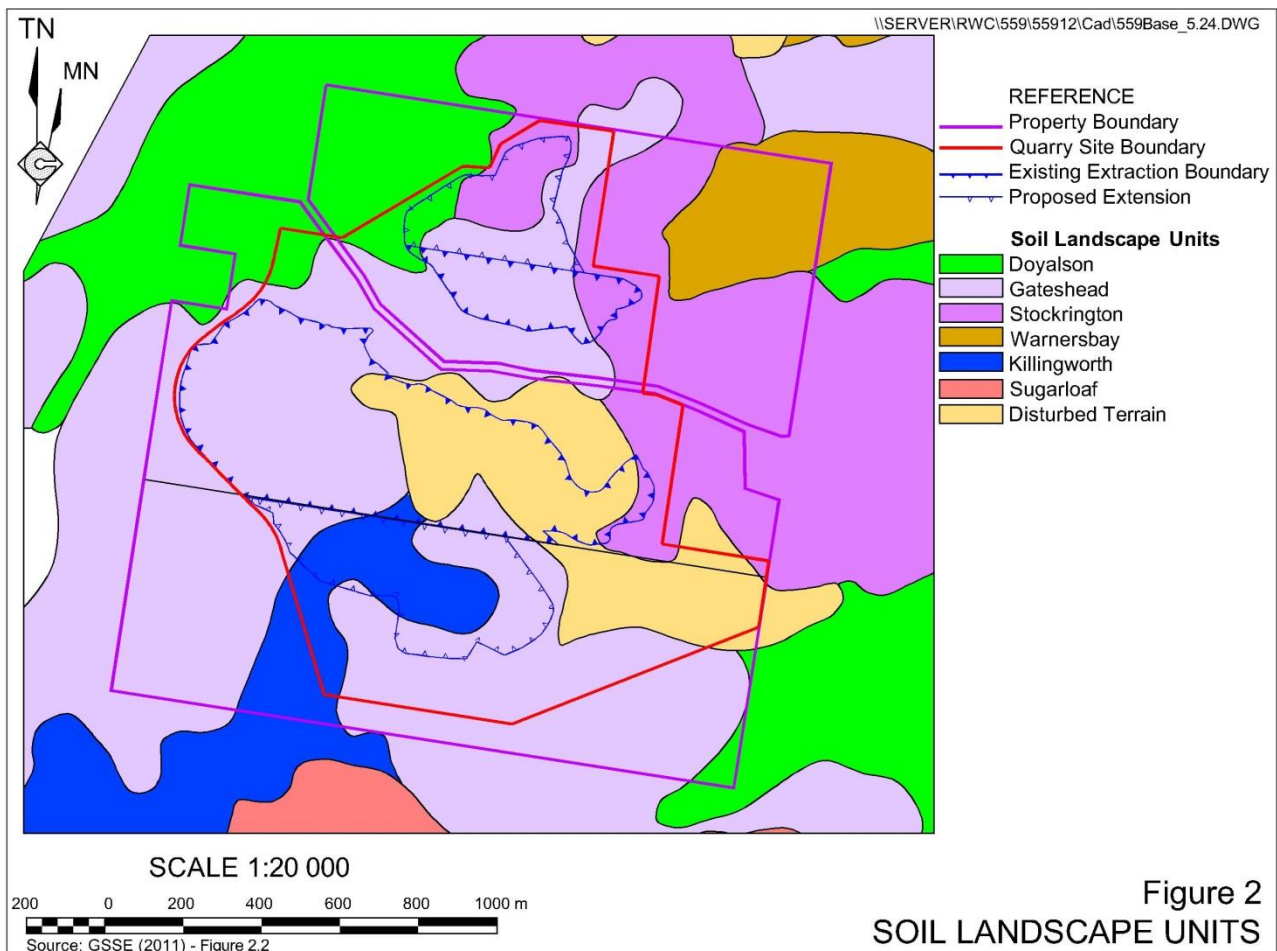 \\SERVER\RWC\559\55912\Cad\559Base_5.24.DWG
TN
MN
REFERENCE
Property Boundary
Quarry Site Boundary
Existing Extraction Boundary
Proposed Extension
Soil Landscape Units
Doyalson
Gateshead
Stockrington
Warnersbay
Killingworth
Sugarloaf
Disturbed Terrain
SCALE 1:20 000
200 0 200 400 600 800 1000 m
Source: GSSE (2011) - Figure 2.2
Figure 2
SOIL LANDSCAPE UNITS